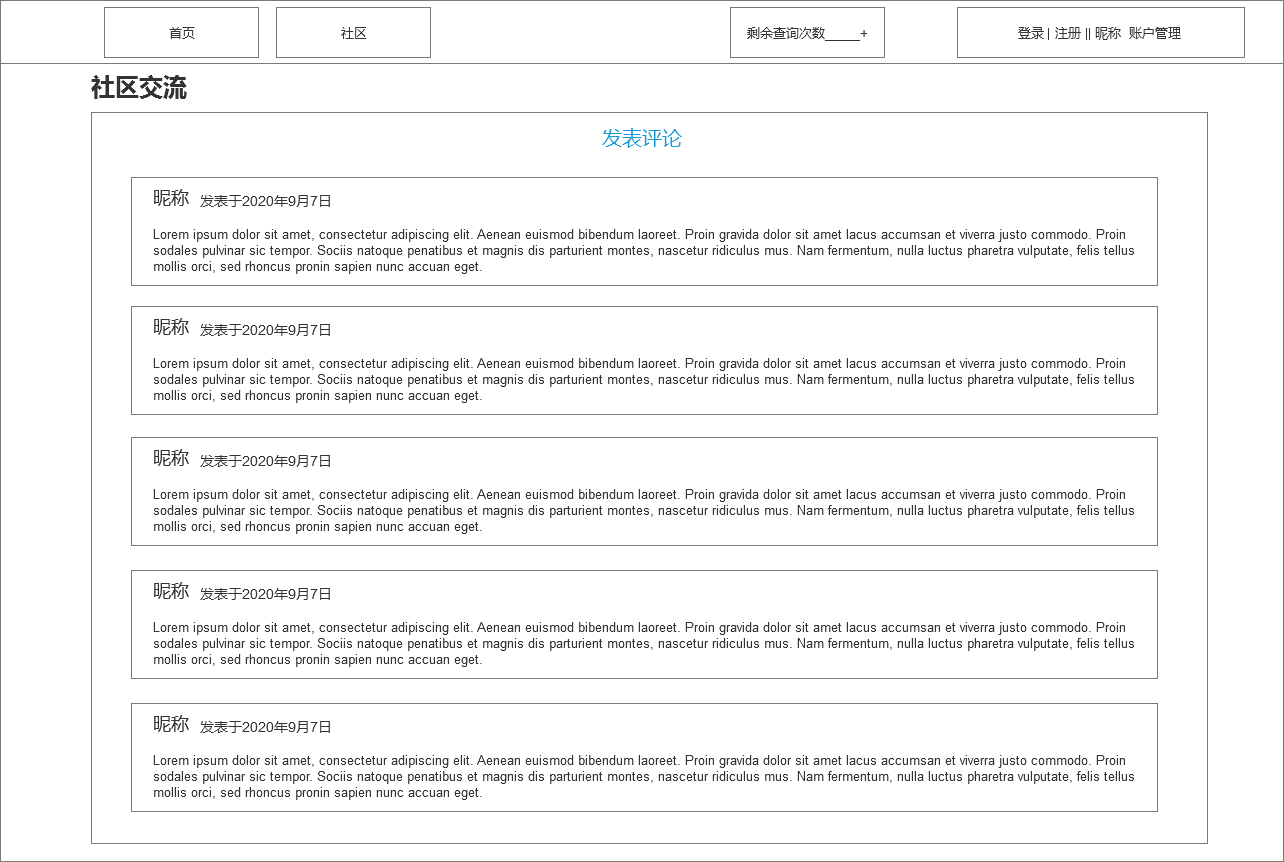 首页 社区 剩余查询次数_____+ 登录 | 注册 || 昵称 账户管理
社区交流
发表评论
昵称 发表于2020年9月7日
Lorem ipsum dolor sit amet, consectetur adipiscing elit. Aenean euismod bibendum laoreet. Proin gravida dolor sit amet lacus accumsan et viverra justo commodo. Proin
sodales pulvinar sic tempor. Sociis natoque penatibus et magnis dis parturient montes, nascetur ridiculus mus. Nam fermentum, nulla luctus pharetra vulputate, felis tellus
mollis orci, sed rhoncus pronin sapien nunc accuan eget.
昵称 发表于2020年9月7日
Lorem ipsum dolor sit amet, consectetur adipiscing elit. Aenean euismod bibendum laoreet. Proin gravida dolor sit amet lacus accumsan et viverra justo commodo. Proin
sodales pulvinar sic tempor. Sociis natoque penatibus et magnis dis parturient montes, nascetur ridiculus mus. Nam fermentum, nulla luctus pharetra vulputate, felis tellus
mollis orci, sed rhoncus pronin sapien nunc accuan eget.
昵称 发表于2020年9月7日
Lorem ipsum dolor sit amet, consectetur adipiscing elit. Aenean euismod bibendum laoreet. Proin gravida dolor sit amet lacus accumsan et viverra justo commodo. Proin
sodales pulvinar sic tempor. Sociis natoque penatibus et magnis dis parturient montes, nascetur ridiculus mus. Nam fermentum, nulla luctus pharetra vulputate, felis tellus
mollis orci, sed rhoncus pronin sapien nunc accuan eget.
昵称 发表于2020年9月7日
Lorem ipsum dolor sit amet, consectetur adipiscing elit. Aenean euismod bibendum laoreet. Proin gravida dolor sit amet lacus accumsan et viverra justo commodo. Proin
sodales pulvinar sic tempor. Sociis natoque penatibus et magnis dis parturient montes, nascetur ridiculus mus. Nam fermentum, nulla luctus pharetra vulputate, felis tellus
mollis orci, sed rhoncus pronin sapien nunc accuan eget.
昵称 发表于2020年9月7日
Lorem ipsum dolor sit amet, consectetur adipiscing elit. Aenean euismod bibendum laoreet. Proin gravida dolor sit amet lacus accumsan et viverra justo commodo. Proin
sodales pulvinar sic tempor. Sociis natoque penatibus et magnis dis parturient montes, nascetur ridiculus mus. Nam fermentum, nulla luctus pharetra vulputate, felis tellus
mollis orci, sed rhoncus pronin sapien nunc accuan eget.